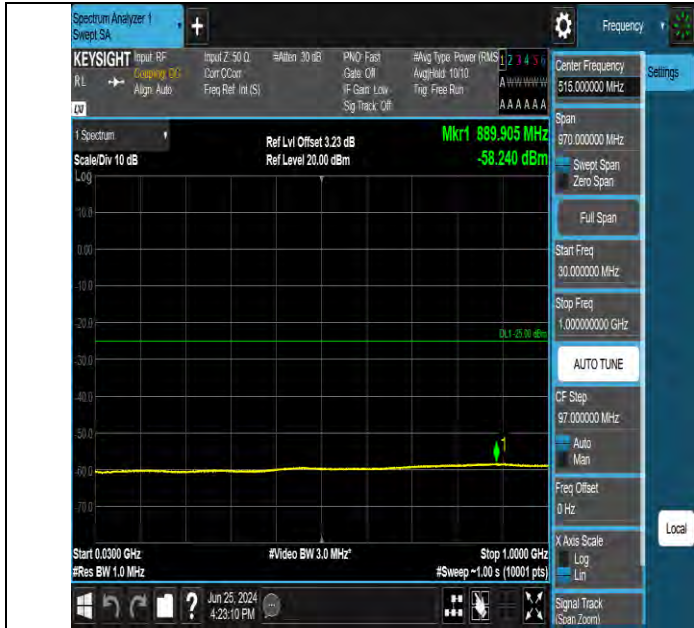 Spectrum Analyzer 1
Swept SA
+
Frequency
KEYSIGHT
RL
LXI
Input: RF
Coupling: DC
Align: Auto
Input Z: 50 Ω
Corr CCorr
Freq Ref: Int (S)
#Atten: 30 dB
PNO: Fast
Gate: Off
IF Gain: Low
Sig Track: Off
#Avg Type: Power (RMS
Avg|Hold: 10/10
Trig: Free Run
1 2 3 4 5 6
A W W W W W
A A A A A A
1 Spectrum
Scale/Div 10 dB
Log
Ref Lvl Offset 3.23 dB
Ref Level 20.00 dBm
Mkr1 889.905 MHz
-58.240 dBm
10.0
0.00
-10.0
-20.0
-30.0
-40.0
-50.0
-60.0
-70.0
DL1 -25.00 dBm
1
Start 0.0300 GHz
#Res BW 1.0 MHz
#Video BW 3.0 MHz*
Stop 1.0000 GHz
#Sweep ~1.00 s (10001 pts)
Jun 25, 2024
4:23:10 PM
Center Frequency
515.000000 MHz
Settings
Span
970.000000 MHz
Swept Span
Zero Span
Full Span
Start Freq
30.000000 MHz
Stop Freq
1.000000000 GHz
AUTO TUNE
CF Step
97.000000 MHz
Auto
Man
Freq Offset
0 Hz
X Axis Scale
Log
Lin
Signal Track
(Span Zoom)
Local